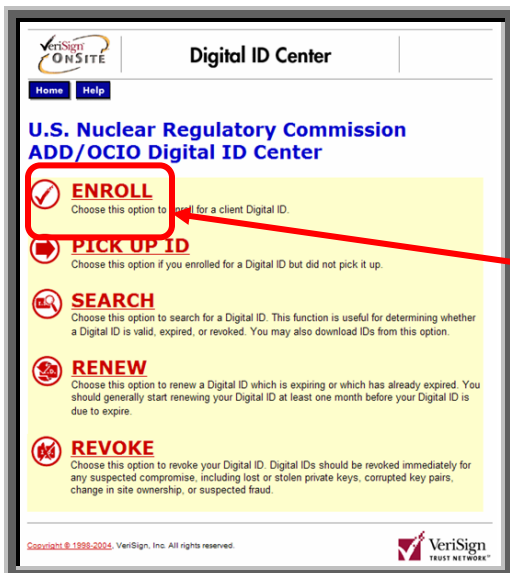 VeriSign
ONSITE
Digital ID Center
Home Help
U.S. Nuclear Regulatory Commission
ADD/OCIO Digital ID Center
ENROLL
Choose this option to enroll for a client Digital ID.
PICK UP ID
Choose this option if you enrolled for a Digital ID but did not pick it up.
SEARCH
Choose this option to search for a Digital ID. This function is useful for determining whether
a Digital ID is valid, expired, or revoked. You may also download IDs from this option.
RENEW
Choose this option to renew a Digital ID which is expiring or which has already expired. You
should generally start renewing your Digital ID at least one month before your Digital ID is
due to expire.
REVOKE
Choose this option to revoke your Digital ID. Digital IDs should be revoked immediately for
any suspected compromise, including lost or stolen private keys, corrupted key pairs,
change in site ownership, or suspected fraud.
Copyright © 1998-2004, VeriSign, Inc. All rights reserved.
VeriSign
TRUST NETWORK